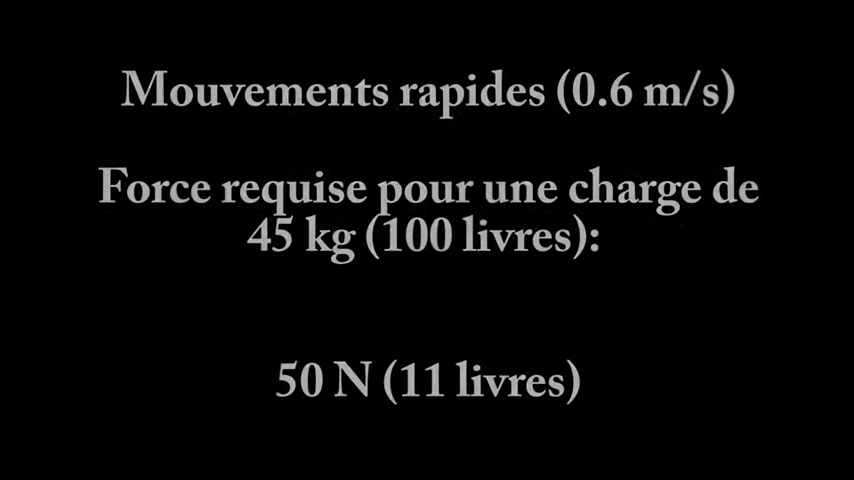 Mouvements rapides (0.6 m/s)
Force requise pour une charge de
45 kg (100 livres):
50 N (11 livres)